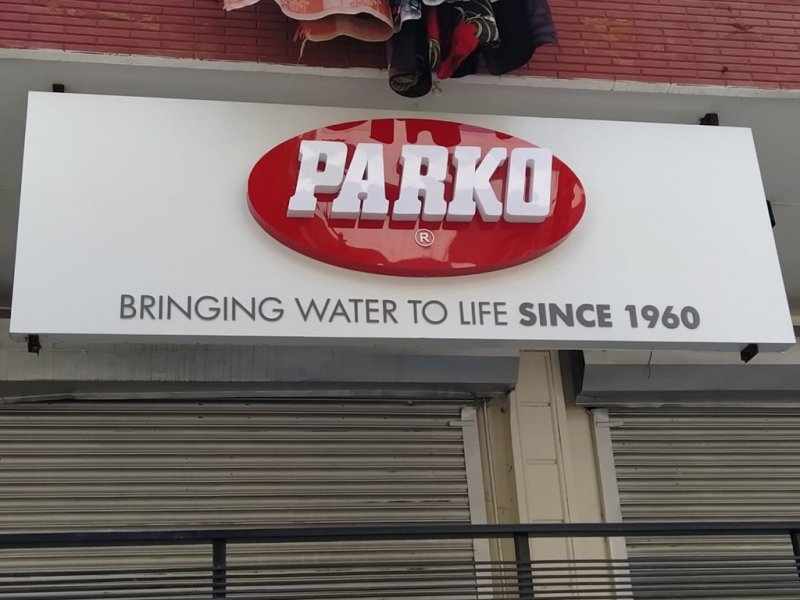 PARKO
®
BRINGING WATER TO LIFE SINCE 1960